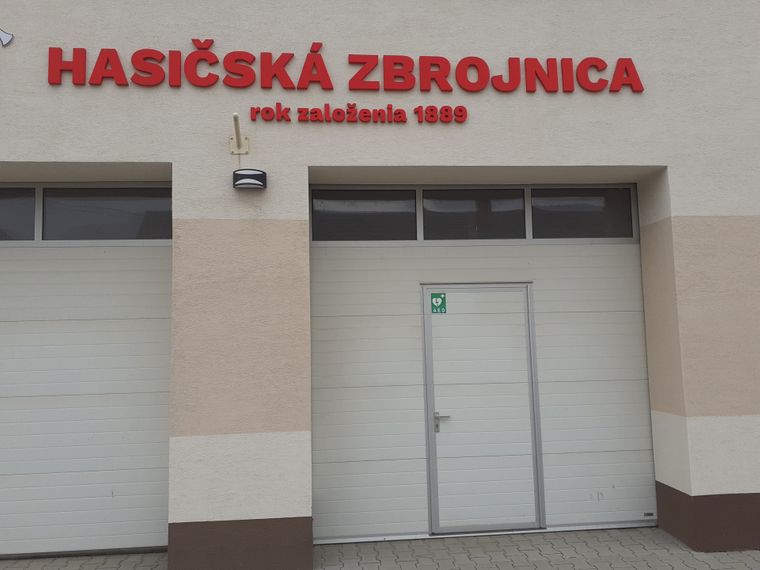 HASIČSKÁ ZBROJNICA
rok založenia 1889
AED